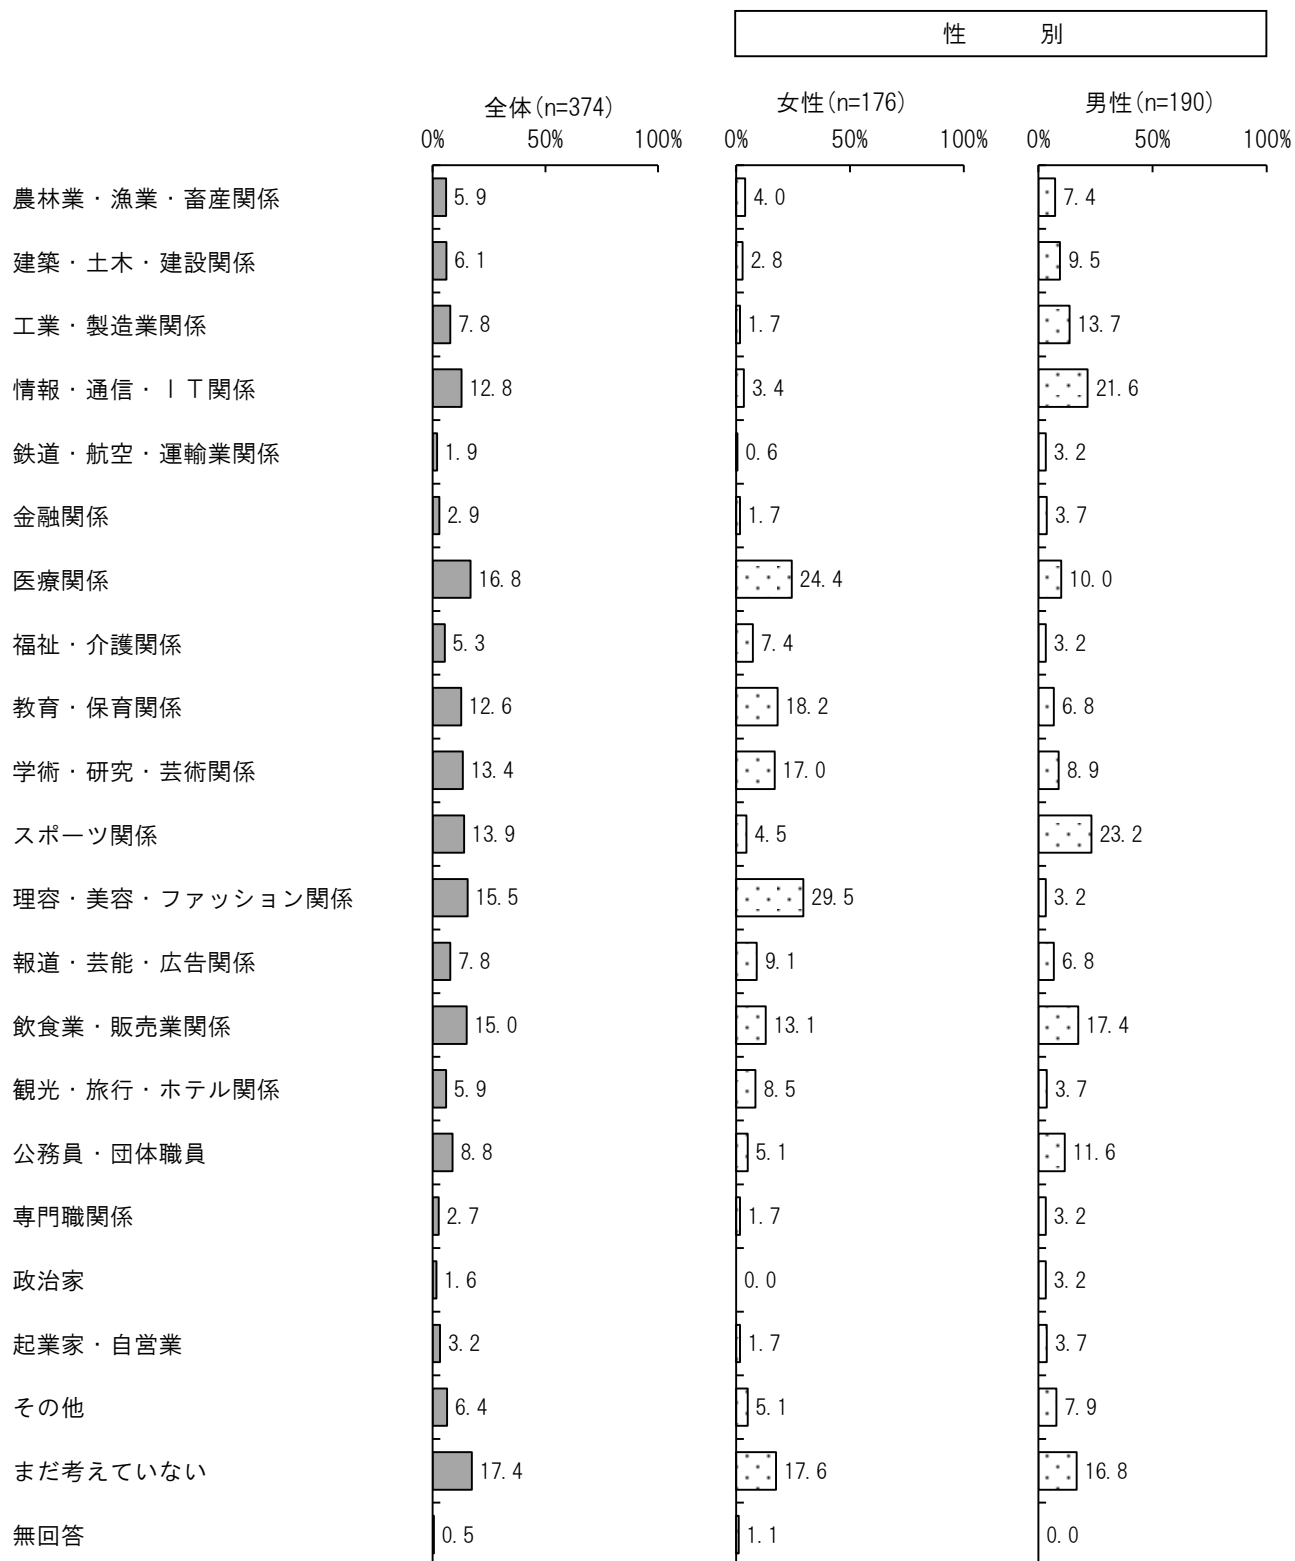 性 別
全体(n=374) 女性(n=176) 男性(n=190)
0% 50% 100% 0% 50% 100% 0% 50% 100%
農林業・漁業・畜産関係 5.9 4.0 7.4
建築・土木・建設関係 6.1 2.8 9.5
工業・製造業関係 7.8 1.7 13.7
情報・通信・ＩＴ関係 12.8 3.4 21.6
鉄道・航空・運輸業関係 1.9 0.6 3.2
金融関係 2.9 1.7 3.7
医療関係 16.8 24.4 10.0
福祉・介護関係 5.3 7.4 3.2
教育・保育関係 12.6 18.2 6.8
学術・研究・芸術関係 13.4 17.0 8.9
スポーツ関係 13.9 4.5 23.2
理容・美容・ファッション関係 15.5 29.5 3.2
報道・芸能・広告関係 7.8 9.1 6.8
飲食業・販売業関係 15.0 13.1 17.4
観光・旅行・ホテル関係 5.9 8.5 3.7
公務員・団体職員 8.8 5.1 11.6
専門職関係 2.7 1.7 3.2
政治家 1.6 0.0 3.2
起業家・自営業 3.2 1.7 3.7
その他 6.4 5.1 7.9
まだ考えていない 17.4 17.6 16.8
無回答 0.5 1.1 0.0